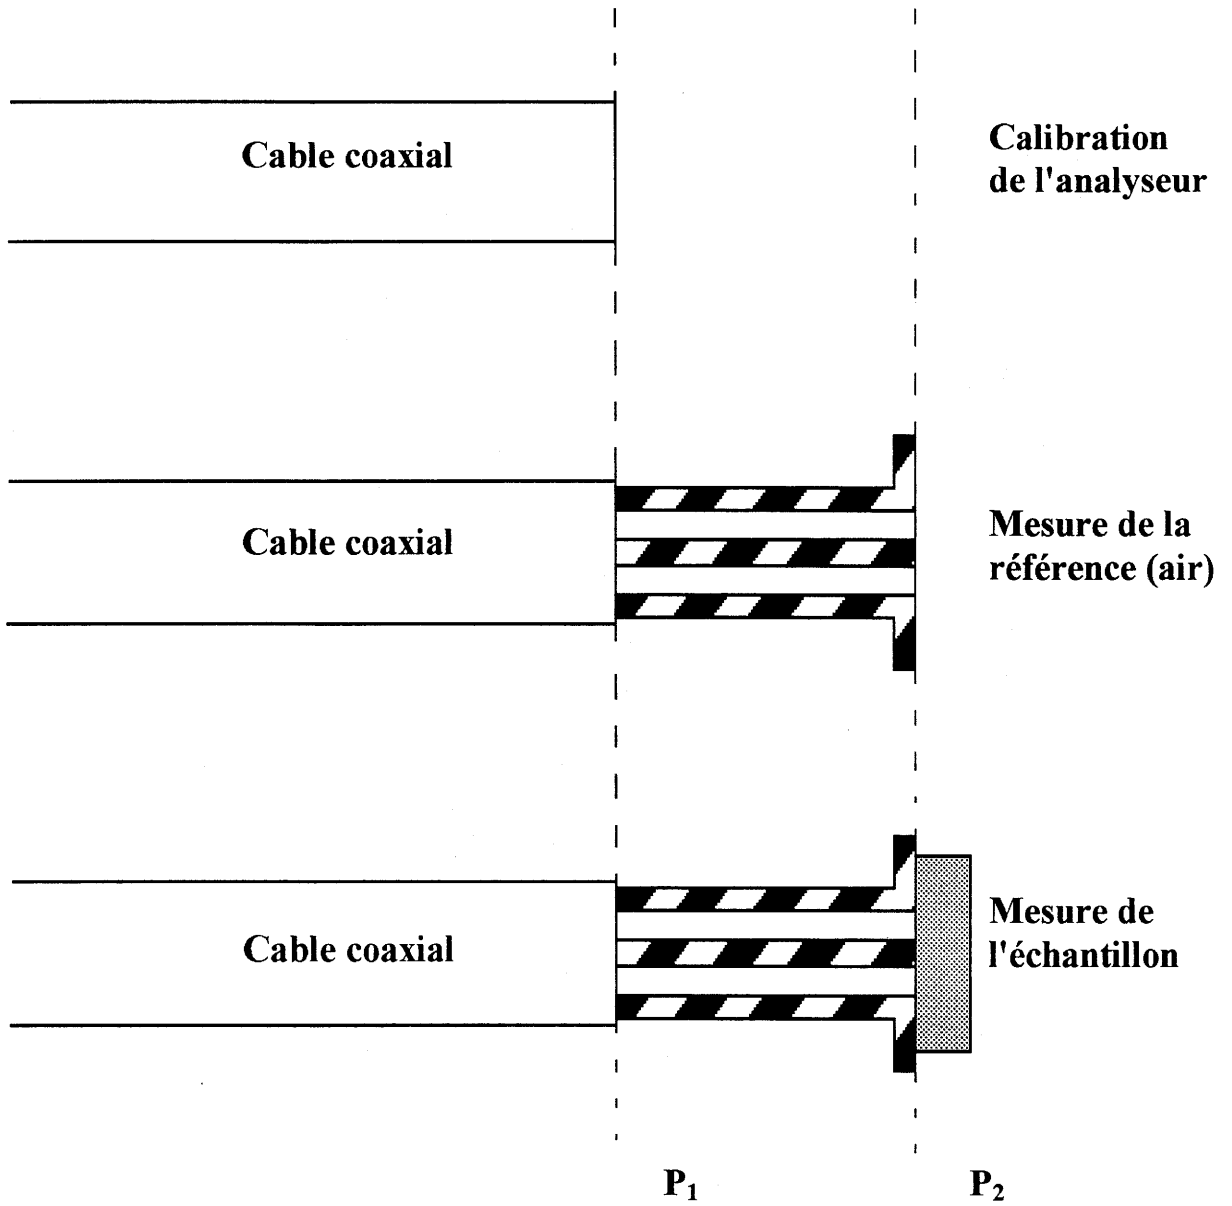 Cable coaxial
Calibration
de l'analyseur
Cable coaxial
Mesure de la
référence (air)
Cable coaxial
Mesure de
l'échantillon
P₁
P₂